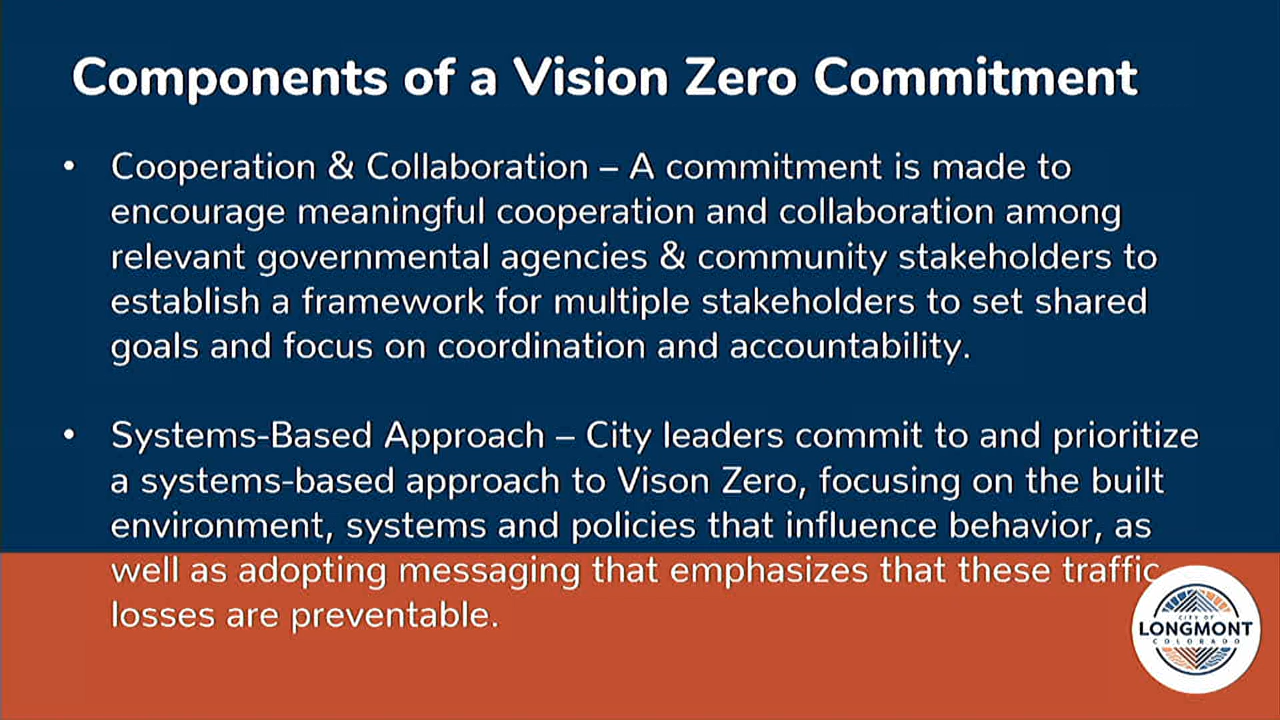 Components of a Vision Zero Commitment
• Cooperation & Collaboration – A commitment is made to
encourage meaningful cooperation and collaboration among
relevant governmental agencies & community stakeholders to
establish a framework for multiple stakeholders to set shared
goals and focus on coordination and accountability.
• Systems-Based Approach – City leaders commit to and prioritize
a systems-based approach to Vison Zero, focusing on the built
environment, systems and policies that influence behavior, as
well as adopting messaging that emphasizes that these traffic
losses are preventable.
CITY OF
LONGMONT
COLORADO